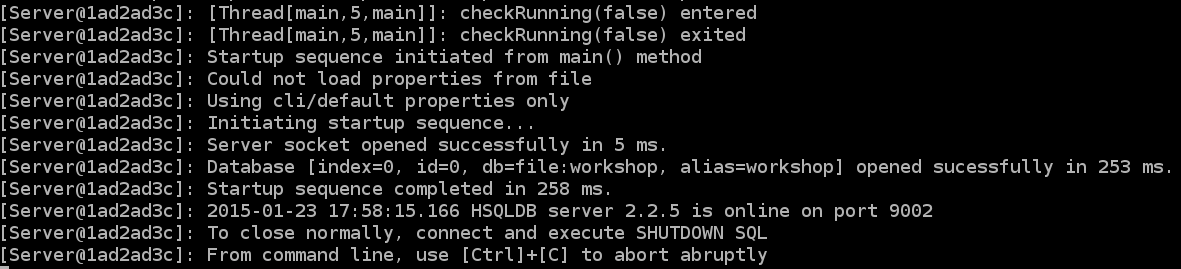 [Server@1ad2ad3c]: [Thread[main,5,main]]: checkRunning(false) entered
[Server@1ad2ad3c]: [Thread[main,5,main]]: checkRunning(false) exited
[Server@1ad2ad3c]: Startup sequence initiated from main() method
[Server@1ad2ad3c]: Could not load properties from file
[Server@1ad2ad3c]: Using cli/default properties only
[Server@1ad2ad3c]: Initiating startup sequence...
[Server@1ad2ad3c]: Server socket opened successfully in 5 ms.
[Server@1ad2ad3c]: Database [index=0, id=0, db=file:workshop, alias=workshop] opened sucessfully in 253 ms.
[Server@1ad2ad3c]: Startup sequence completed in 258 ms.
[Server@1ad2ad3c]: 2015-01-23 17:58:15.166 HSQLDB server 2.2.5 is online on port 9002
[Server@1ad2ad3c]: To close normally, connect and execute SHUTDOWN SQL
[Server@1ad2ad3c]: From command line, use [Ctrl]+[C] to abort abruptly